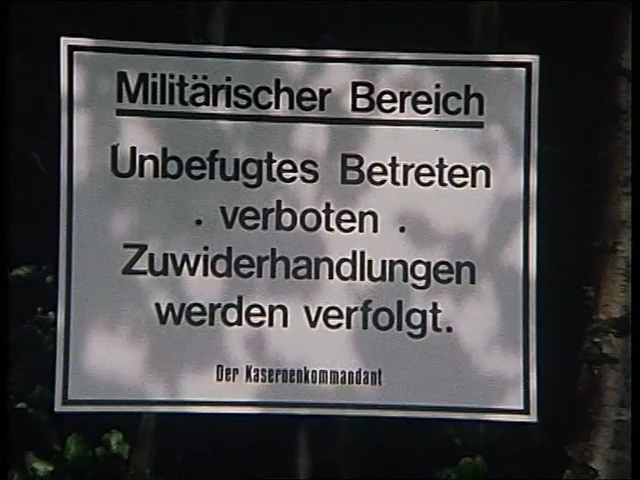 Militärischer Bereich
Unbefugtes Betreten
. verboten .
Zuwiderhandlungen
werden verfolgt.
Der Kasernenkommandant